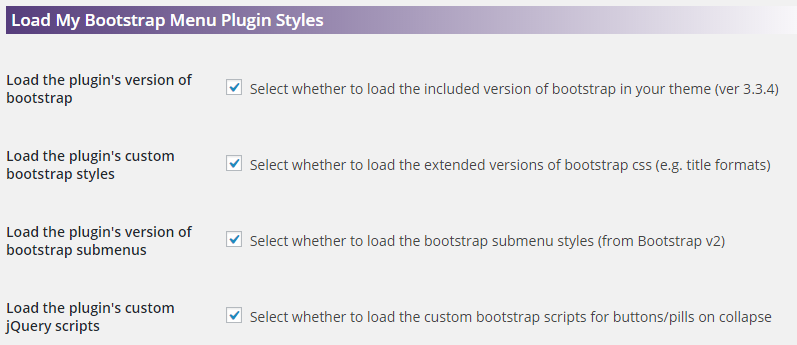 Load My Bootstrap Menu Plugin Styles
Load the plugin's version of
bootstrap
Select whether to load the included version of bootstrap in your theme (ver 3.3.4)
Load the plugin's custom
bootstrap styles
Select whether to load the extended versions of bootstrap css (e.g. title formats)
Load the plugin's version of
bootstrap submenus
Select whether to load the bootstrap submenu styles (from Bootstrap v2)
Load the plugin's custom
jQuery scripts
Select whether to load the custom bootstrap scripts for buttons/pills on collapse